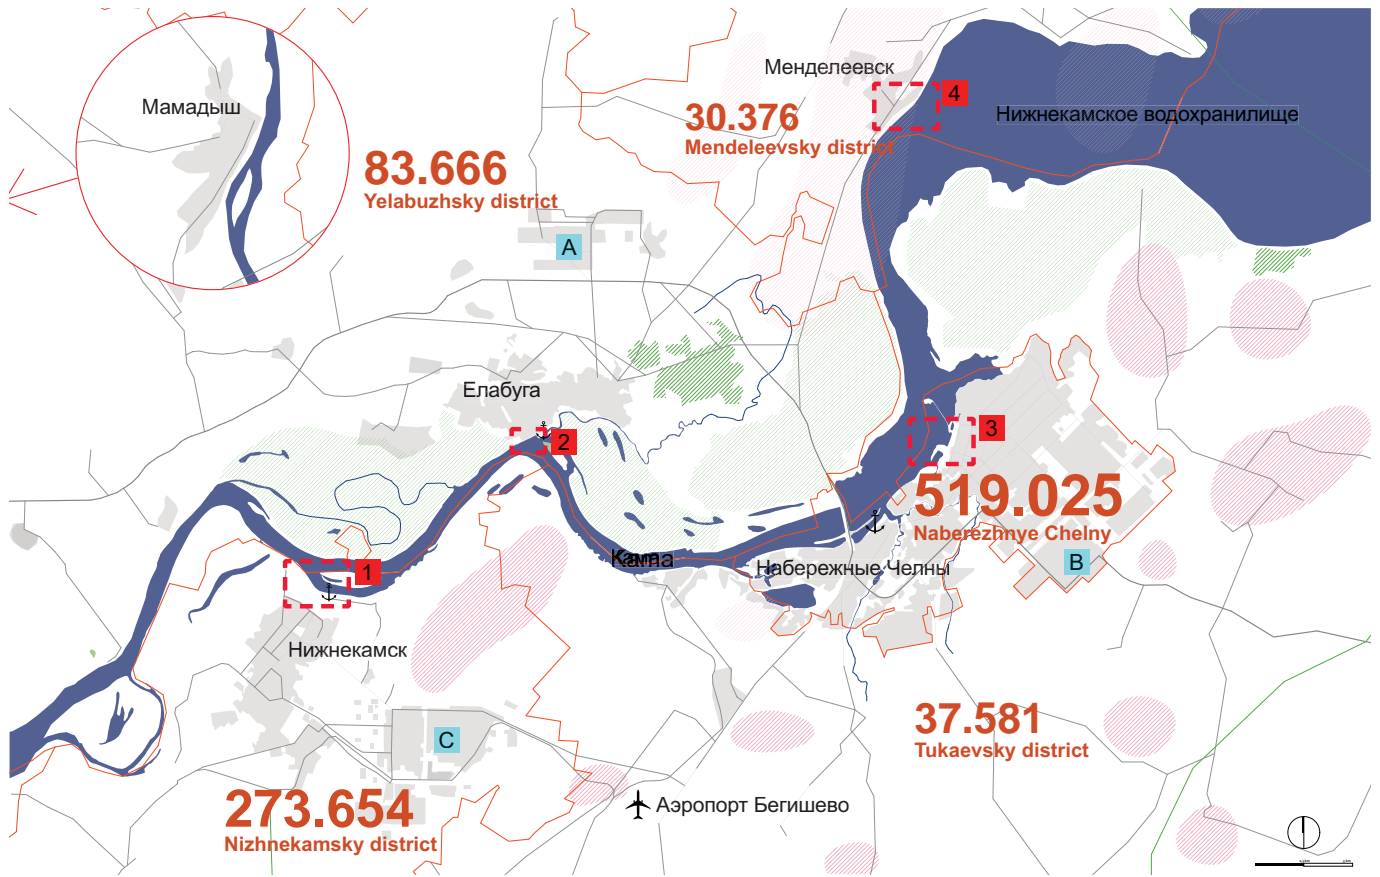 Менделеевск
4
Мамадыш
30.376
Mendeleevsky district
Нижнекамское водохранилище
83.666
Yelabuzhsky district
A
Елабуга
2
3
519.025
Naberezhnye Chelny
Кама
Набережные Челны
B
1
Нижнекамск
C
37.581
Tukaevsky district
273.654
Nizhnekamsky district
Аэропорт Бегишево